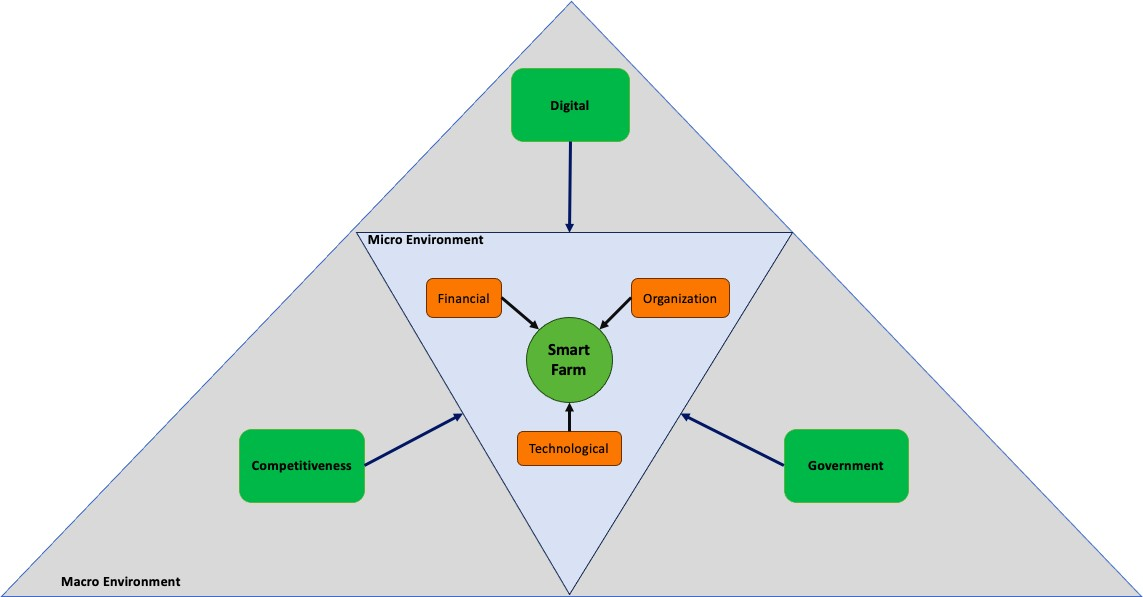 Digital
Micro Environment
Financial
Organization
Smart
Farm
Technological
Competitiveness
Government
Macro Environment